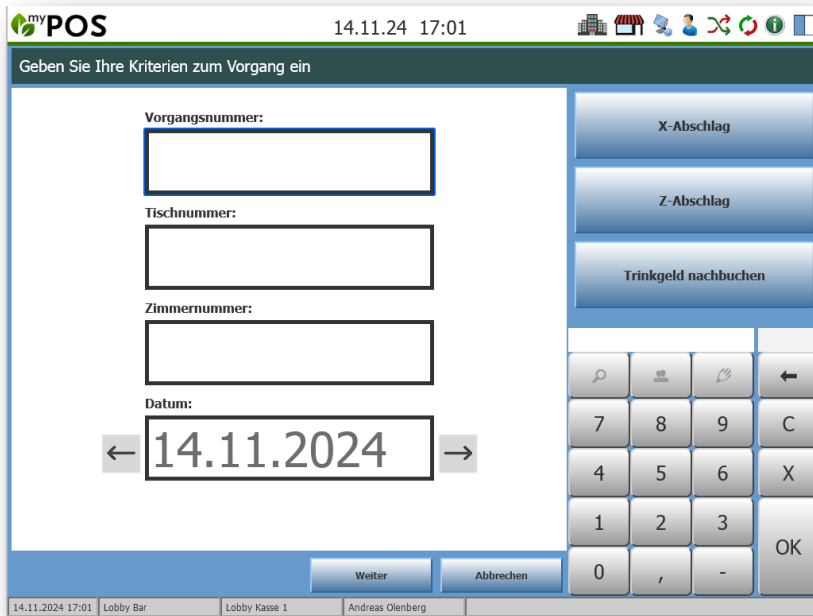 myPOS
14.11.24 17:01
Geben Sie Ihre Kriterien zum Vorgang ein
Vorgangsnummer:
Tischnummer:
Zimmernummer:
Datum:
← 14.11.2024 →
Weiter
Abbrechen
X-Abschlag
Z-Abschlag
Trinkgeld nachbuchen
7 8 9 C
4 5 6 X
1 2 3
OK
0 , -
14.11.2024 17:01 Lobby Bar Lobby Kasse 1 Andreas Olenberg